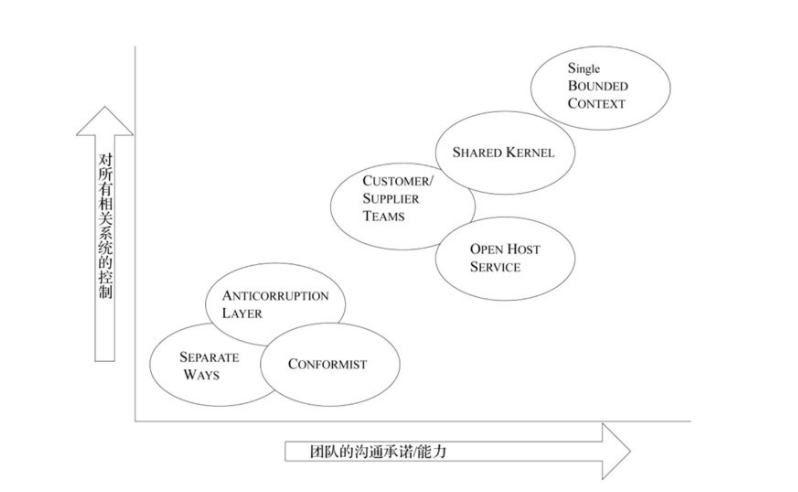 Single
BOUNDED
CONTEXT
SHARED KERNEL
CUSTOMER/
SUPPLIER
TEAMS
OPEN HOST
SERVICE
ANTICORRUPTION
LAYER
SEPARATE
WAYS
CONFORMIST
对所有相关系统的控制
团队的沟通承诺/能力